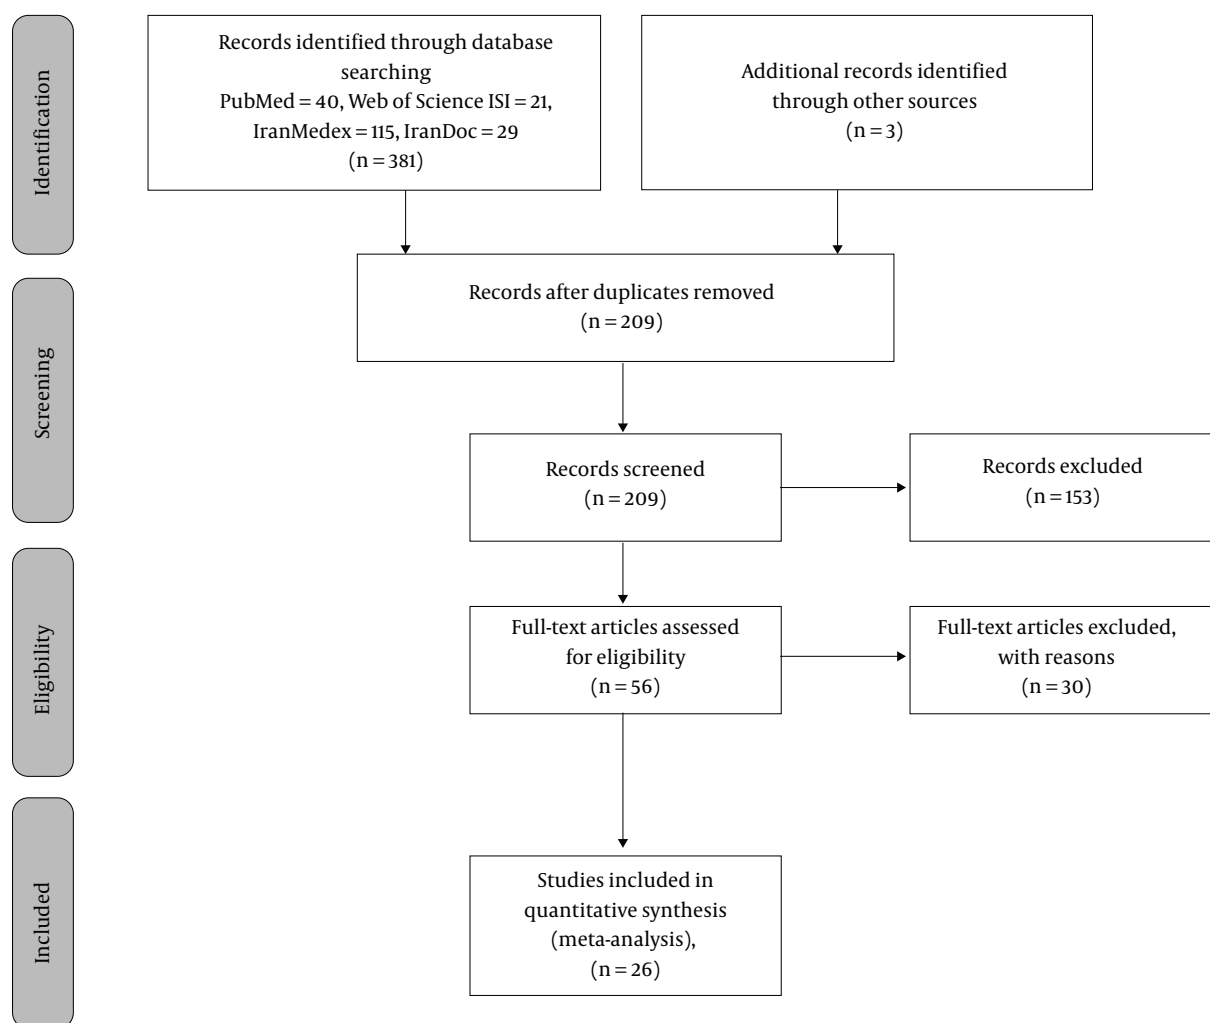 Identification
Records identified through database
searching
PubMed = 40, Web of Science ISI = 21,
IranMedex = 115, IranDoc = 29
(n = 381)
Additional records identified
through other sources
(n = 3)
Screening
Records after duplicates removed
(n = 209)
Records screened
(n = 209)
Records excluded
(n = 153)
Eligibility
Full-text articles assessed
for eligibility
(n = 56)
Full-text articles excluded,
with reasons
(n = 30)
Included
Studies included in
quantitative synthesis
(meta-analysis),
(n = 26)